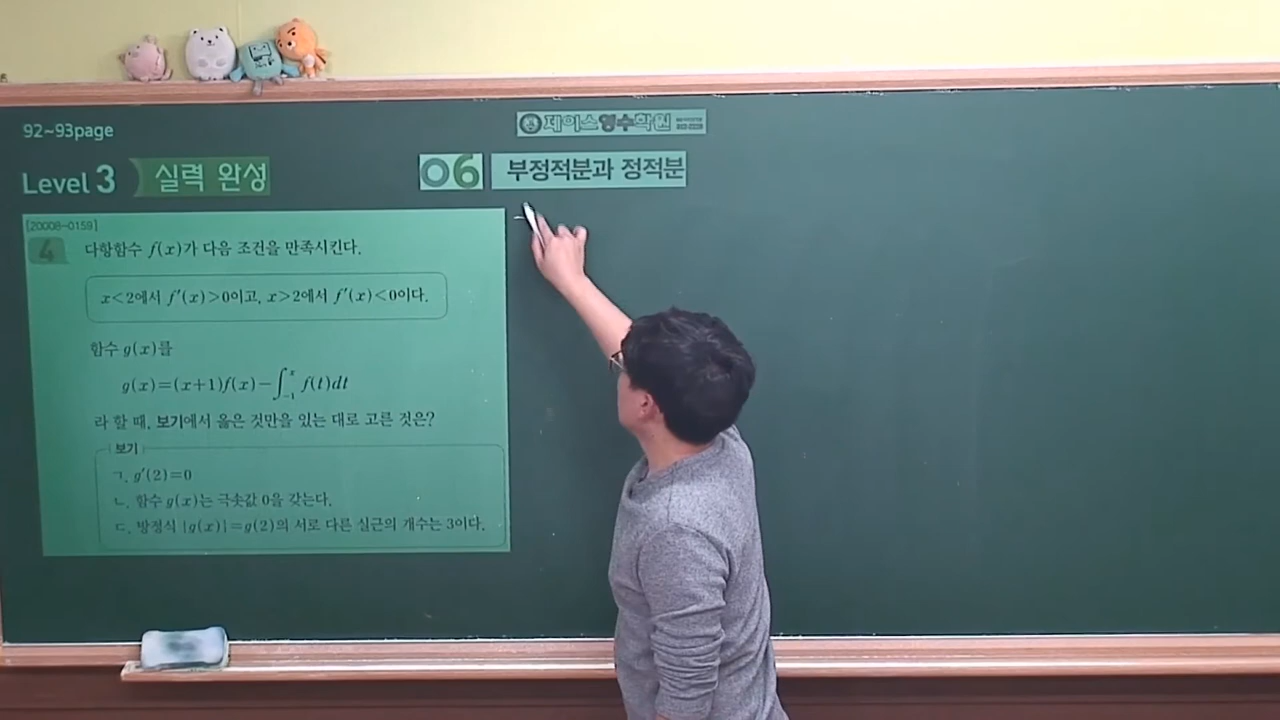 92~93page
제이스영수학원
Level 3 실력 완성
06 부정적분과 정적분
[20008-0159]
4 다항함수 f(x)가 다음 조건을 만족시킨다.
x<2에서 f′(x)>0이고, x>2에서 f′(x)<0이다.
함수 g(x)를
g(x)=(x+1)f(x)-∫_{-1}^{x} f(t)dt
라 할 때, 보기에서 옳은 것만을 있는 대로 고른 것은?
보기
ㄱ. g′(2)=0
ㄴ. 함수 g(x)는 극솟값 0을 갖는다.
ㄷ. 방정식 |g(x)|=g(2)의 서로 다른 실근의 개수는 3이다.